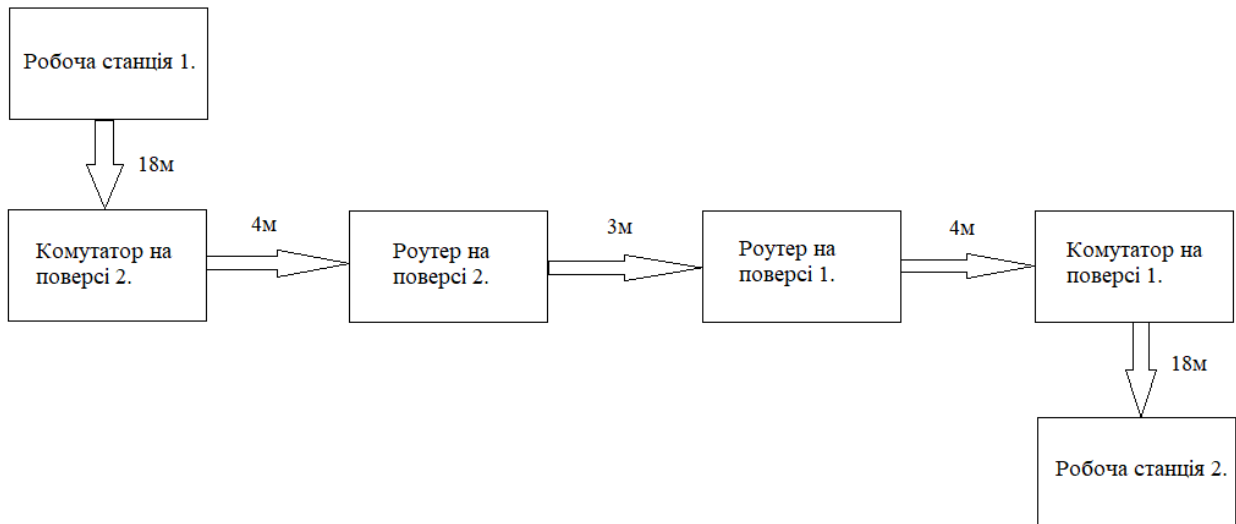 Робоча станція 1.
18м
4м
3м
4м
Комутатор на
поверсі 2.
Роутер на
поверсі 2.
Роутер на
поверсі 1.
Комутатор на
поверсі 1.
18м
Робоча станція 2.